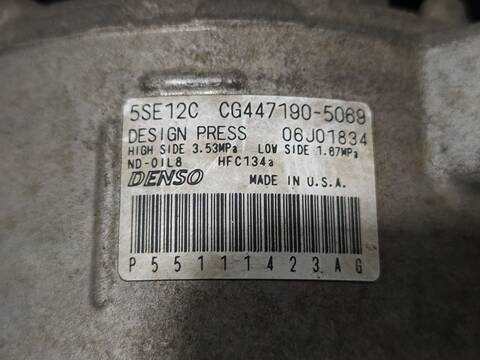 5SE12C CG447190-5069
DESIGN PRESS 06J01834
HIGH SIDE 3.53MPa LOW SIDE 1.67MPa
ND-OIL8 HFC134a
DENSO MADE IN U.S.A.
P55111423AG